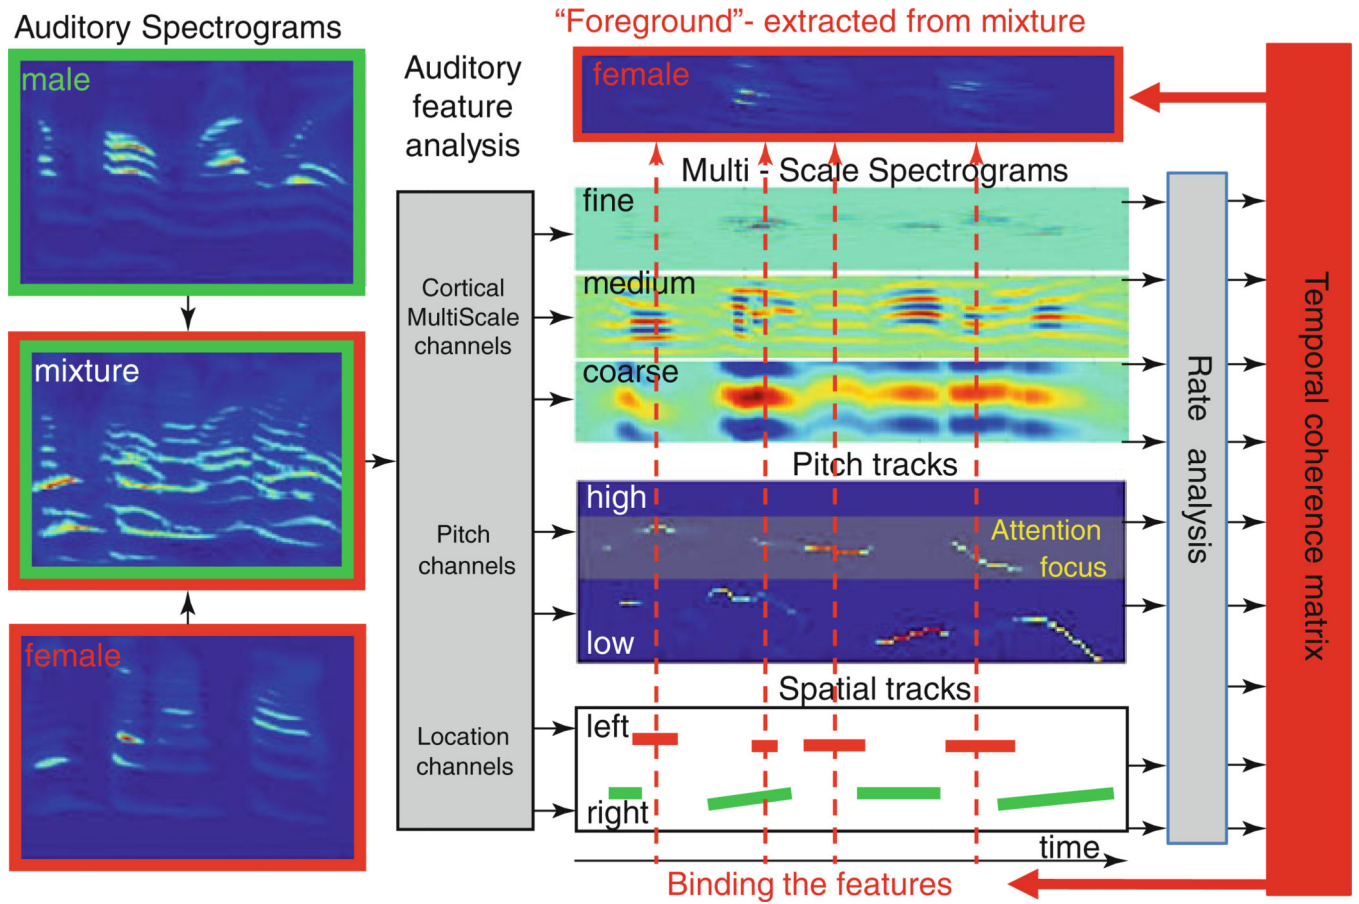 Auditory Spectrograms
male
mixture
female
Auditory
feature
analysis
Cortical
MultiScale
channels
Pitch
channels
Location
channels
“Foreground”- extracted from mixture
female
Multi - Scale Spectrograms
fine
medium
coarse
Pitch tracks
high
Attention
focus
low
Spatial tracks
left
right
time
Binding the features
Rate analysis
Temporal coherence matrix